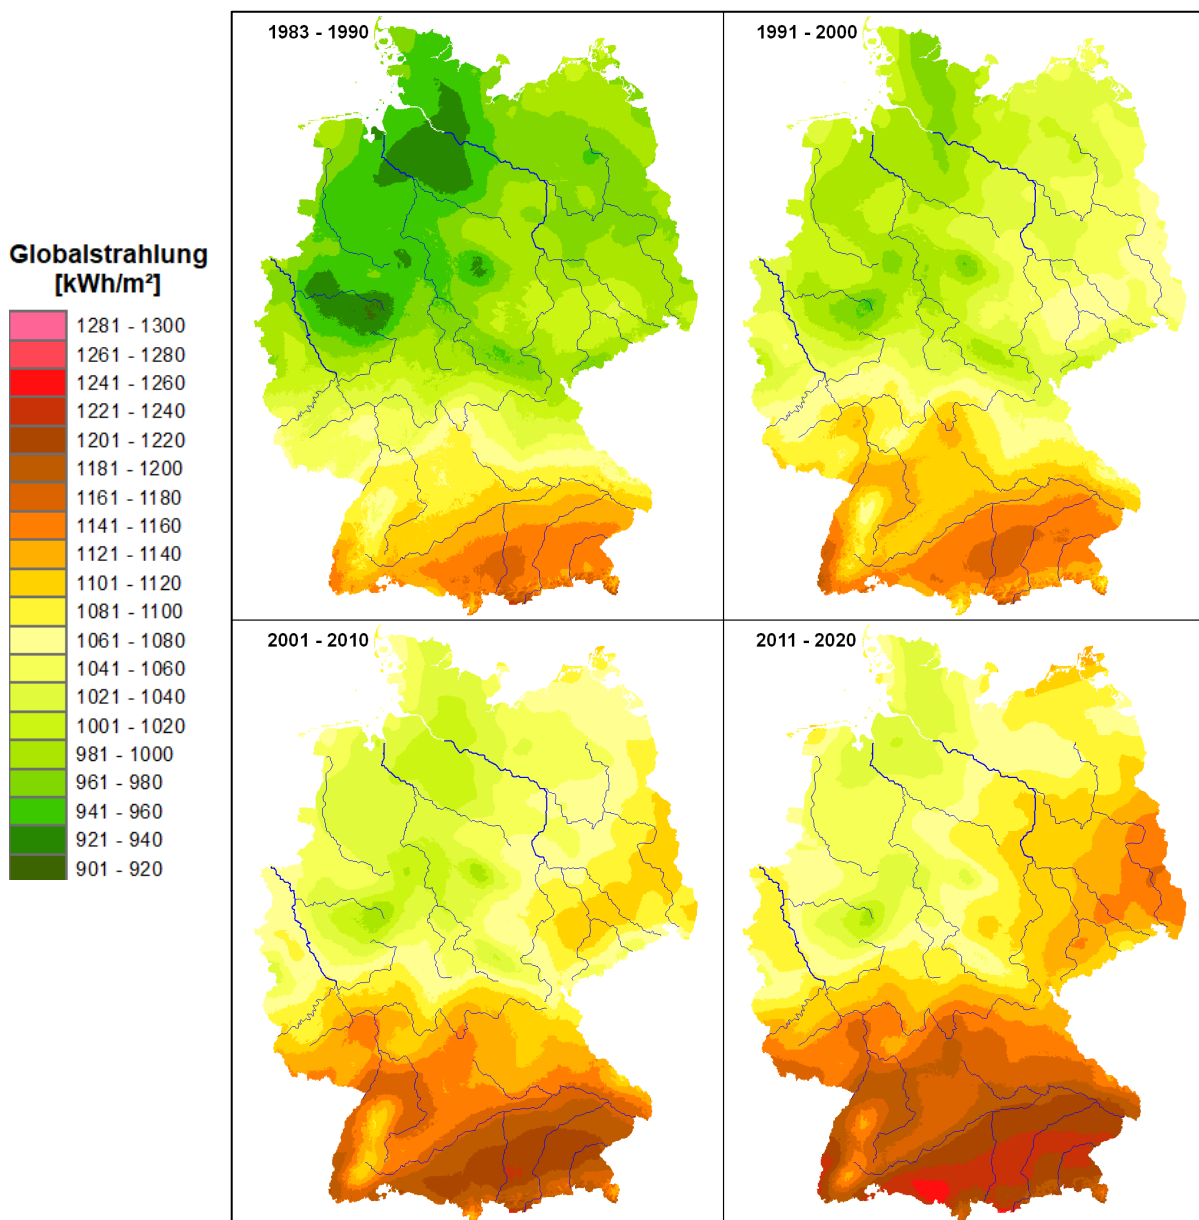 1983 - 1990
1991 - 2000
Globalstrahlung
[kWh/m²]
1281 - 1300
1261 - 1280
1241 - 1260
1221 - 1240
1201 - 1220
1181 - 1200
1161 - 1180
1141 - 1160
1121 - 1140
1101 - 1120
1081 - 1100
1061 - 1080
1041 - 1060
1021 - 1040
1001 - 1020
981 - 1000
961 - 980
941 - 960
921 - 940
901 - 920
2001 - 2010
2011 - 2020